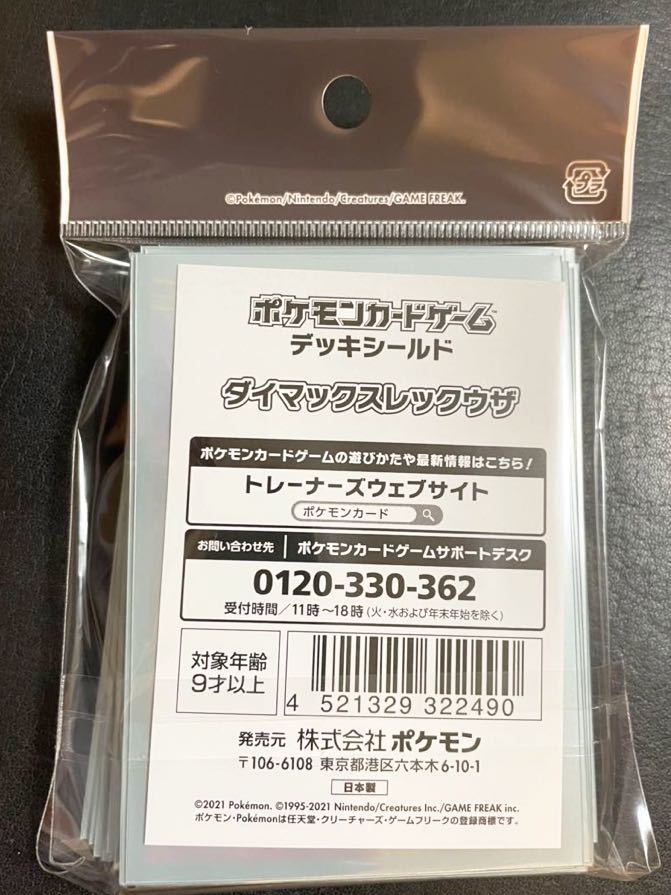 ©Pokémon/Nintendo/Creatures/GAME FREAK.
プラ
ポケモンカードゲーム™
デッキシールド
ダイマックスレックウザ
ポケモンカードゲームの遊びかたや最新情報はこちら!
トレーナーズウェブサイト
ポケモンカード
お問い合わせ先 ポケモンカードゲームサポートデスク
0120-330-362
受付時間/11時〜18時(火・水および年末年始を除く)
対象年齢
9才以上
4 521329 322490
発売元 株式会社 ポケモン
〒106-6108 東京都港区六本木6-10-1
日本製
©2021 Pokémon. ©1995-2021 Nintendo/Creatures Inc./GAME FREAK inc.
ポケモン・Pokémonは任天堂・クリーチャーズ・ゲームフリークの登録商標です。